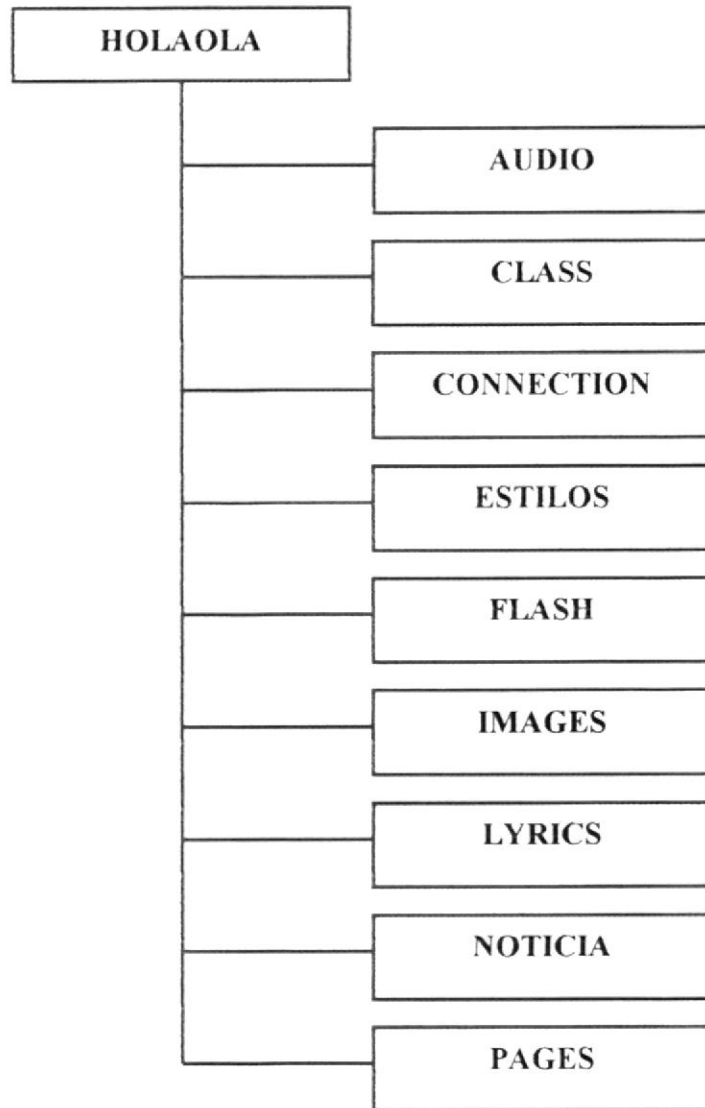 HOLAOLA
AUDIO
CLASS
CONNECTION
ESTILOS
FLASH
IMAGES
LYRICS
NOTICIA
PAGES